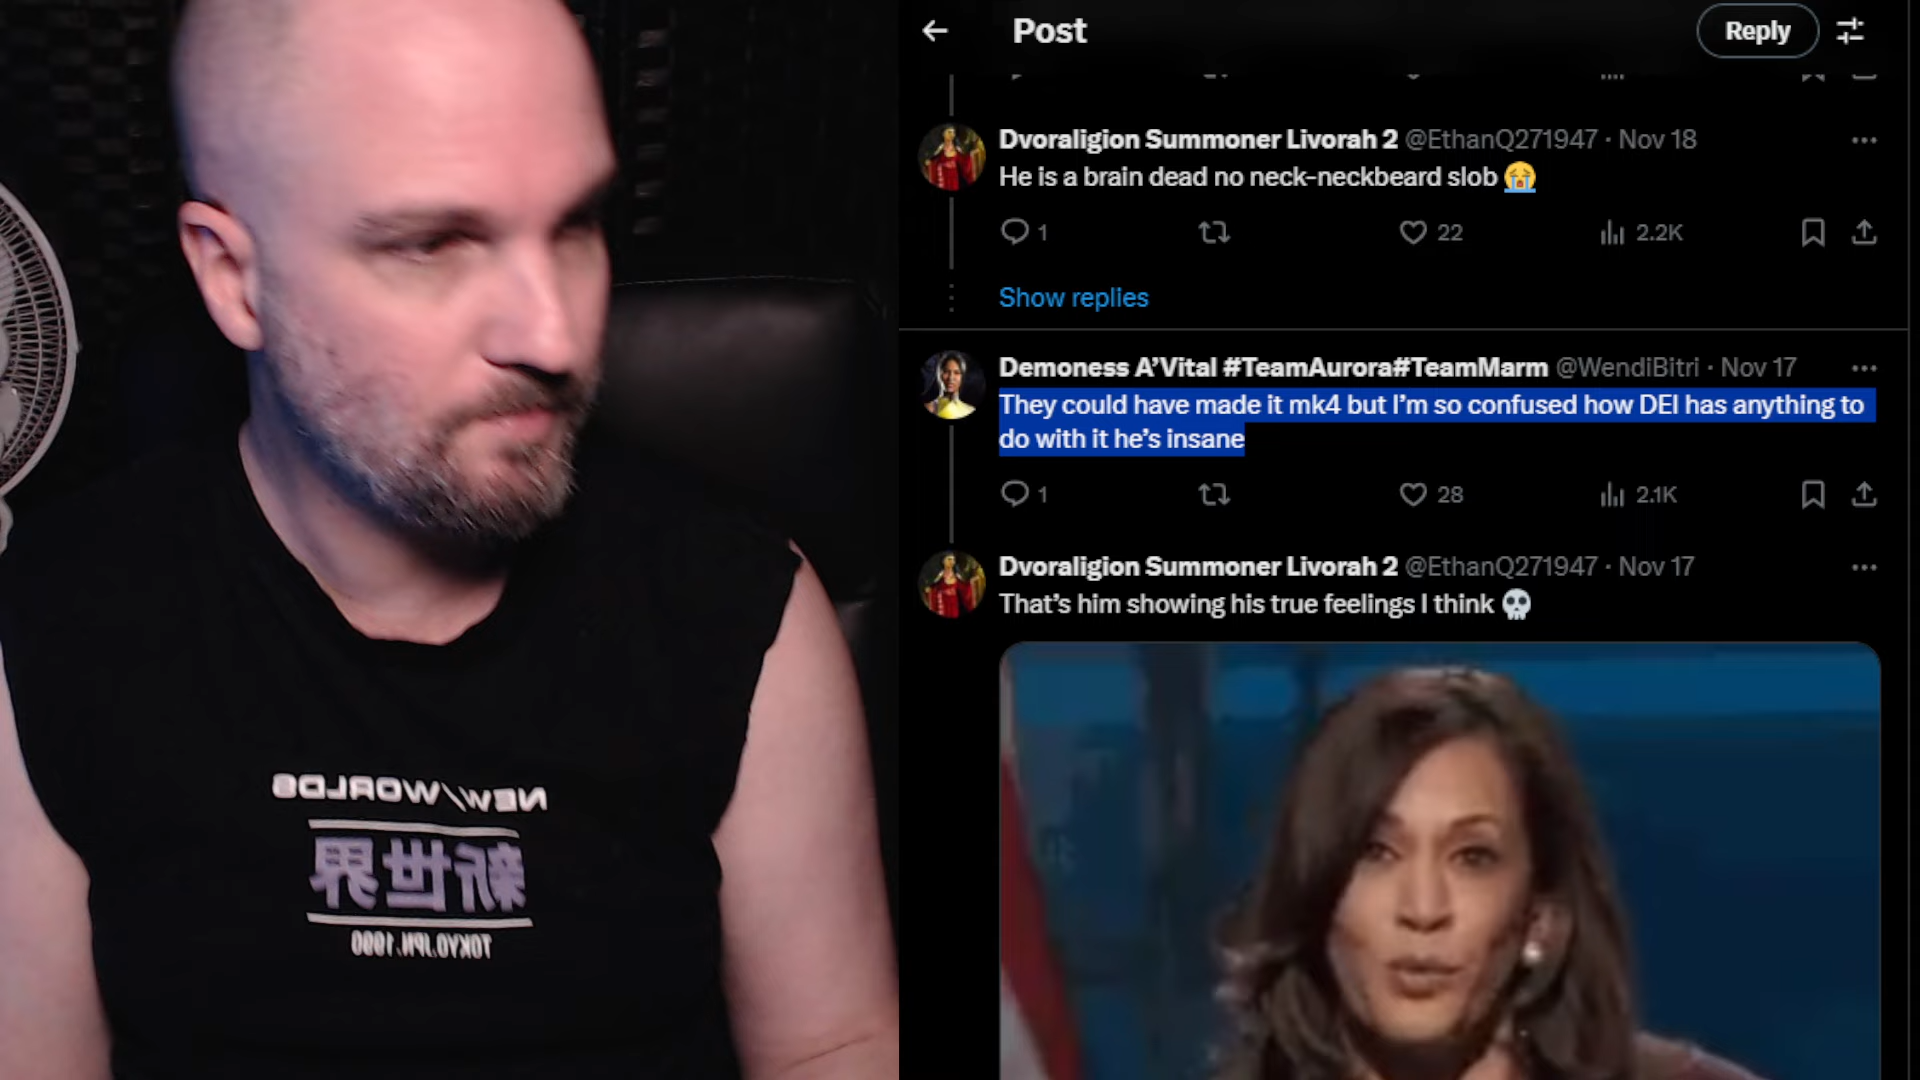 Post
Reply
Dvoraligion Summoner Livorah 2 @EthanQ271947 · Nov 18
He is a brain dead no neck-neckbeard slob 😭
1 22 2.2K
Show replies
Demoness A’Vital #TeamAurora#TeamMarm @WendiBitri · Nov 17
They could have made it mk4 but I’m so confused how DEI has anything to
do with it he’s insane
1 28 2.1K
Dvoraligion Summoner Livorah 2 @EthanQ271947 · Nov 17
That’s him showing his true feelings I think 💀
NEW/WORLDS
新世界
TOKYO.JPN.1990